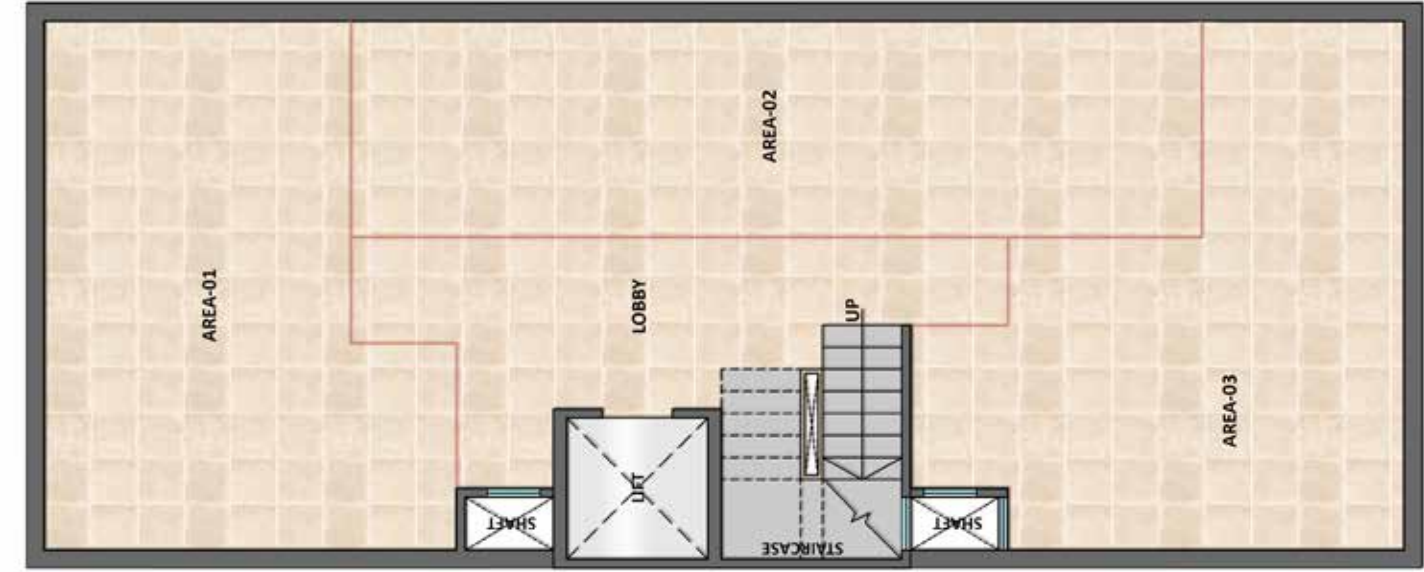 AREA-02
AREA-01
LOBBY
UP
AREA-03
LIFT
SHAFT
SHAFT
STAIRCASE